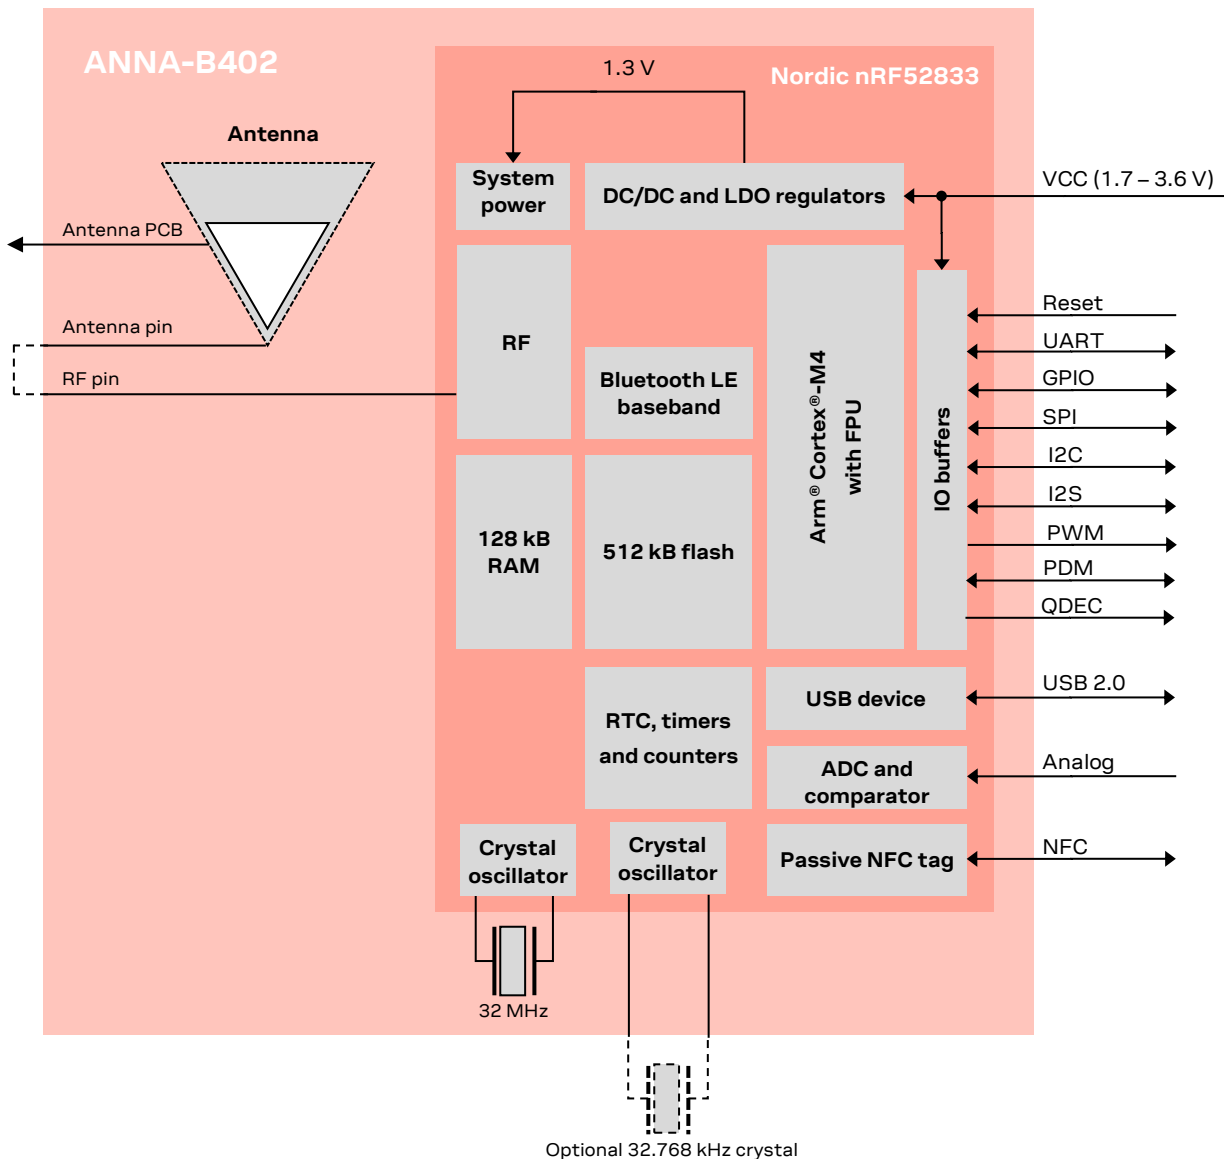 ANNA-B402
1.3 V
Nordic nRF52833
Antenna
System
power
DC/DC and LDO regulators
VCC (1.7 – 3.6 V)
Antenna PCB
Antenna pin
RF pin
RF
Bluetooth LE
baseband
Arm® Cortex®-M4
with FPU
IO buffers
Reset
UART
GPIO
SPI
I2C
I2S
PWM
PDM
QDEC
128 kB
RAM
512 kB flash
RTC, timers
and counters
USB device
USB 2.0
ADC and
comparator
Analog
Crystal
oscillator
Crystal
oscillator
Passive NFC tag
NFC
32 MHz
Optional 32.768 kHz crystal